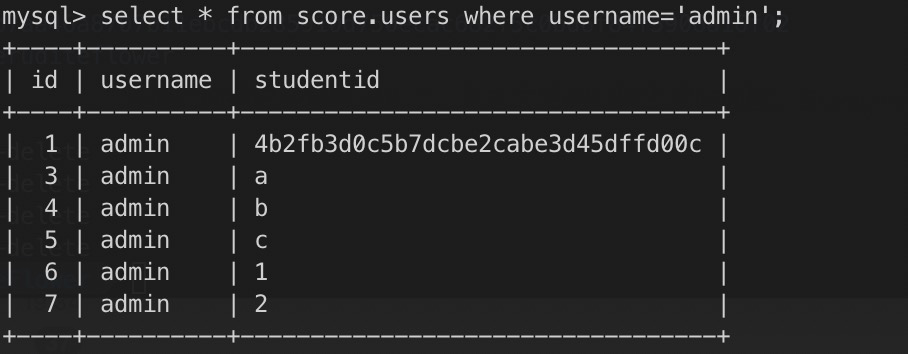 mysql> select * from score.users where username='admin';
+----+----------+----------------------------------+
| id | username | studentid                        |
+----+----------+----------------------------------+
| 1 | admin | 4b2fb3d0c5b7dcbe2cabe3d45dffd00c |
| 3 | admin | a |
| 4 | admin | b |
| 5 | admin | c |
| 6 | admin | 1 |
| 7 | admin | 2 |
+----+----------+----------------------------------+